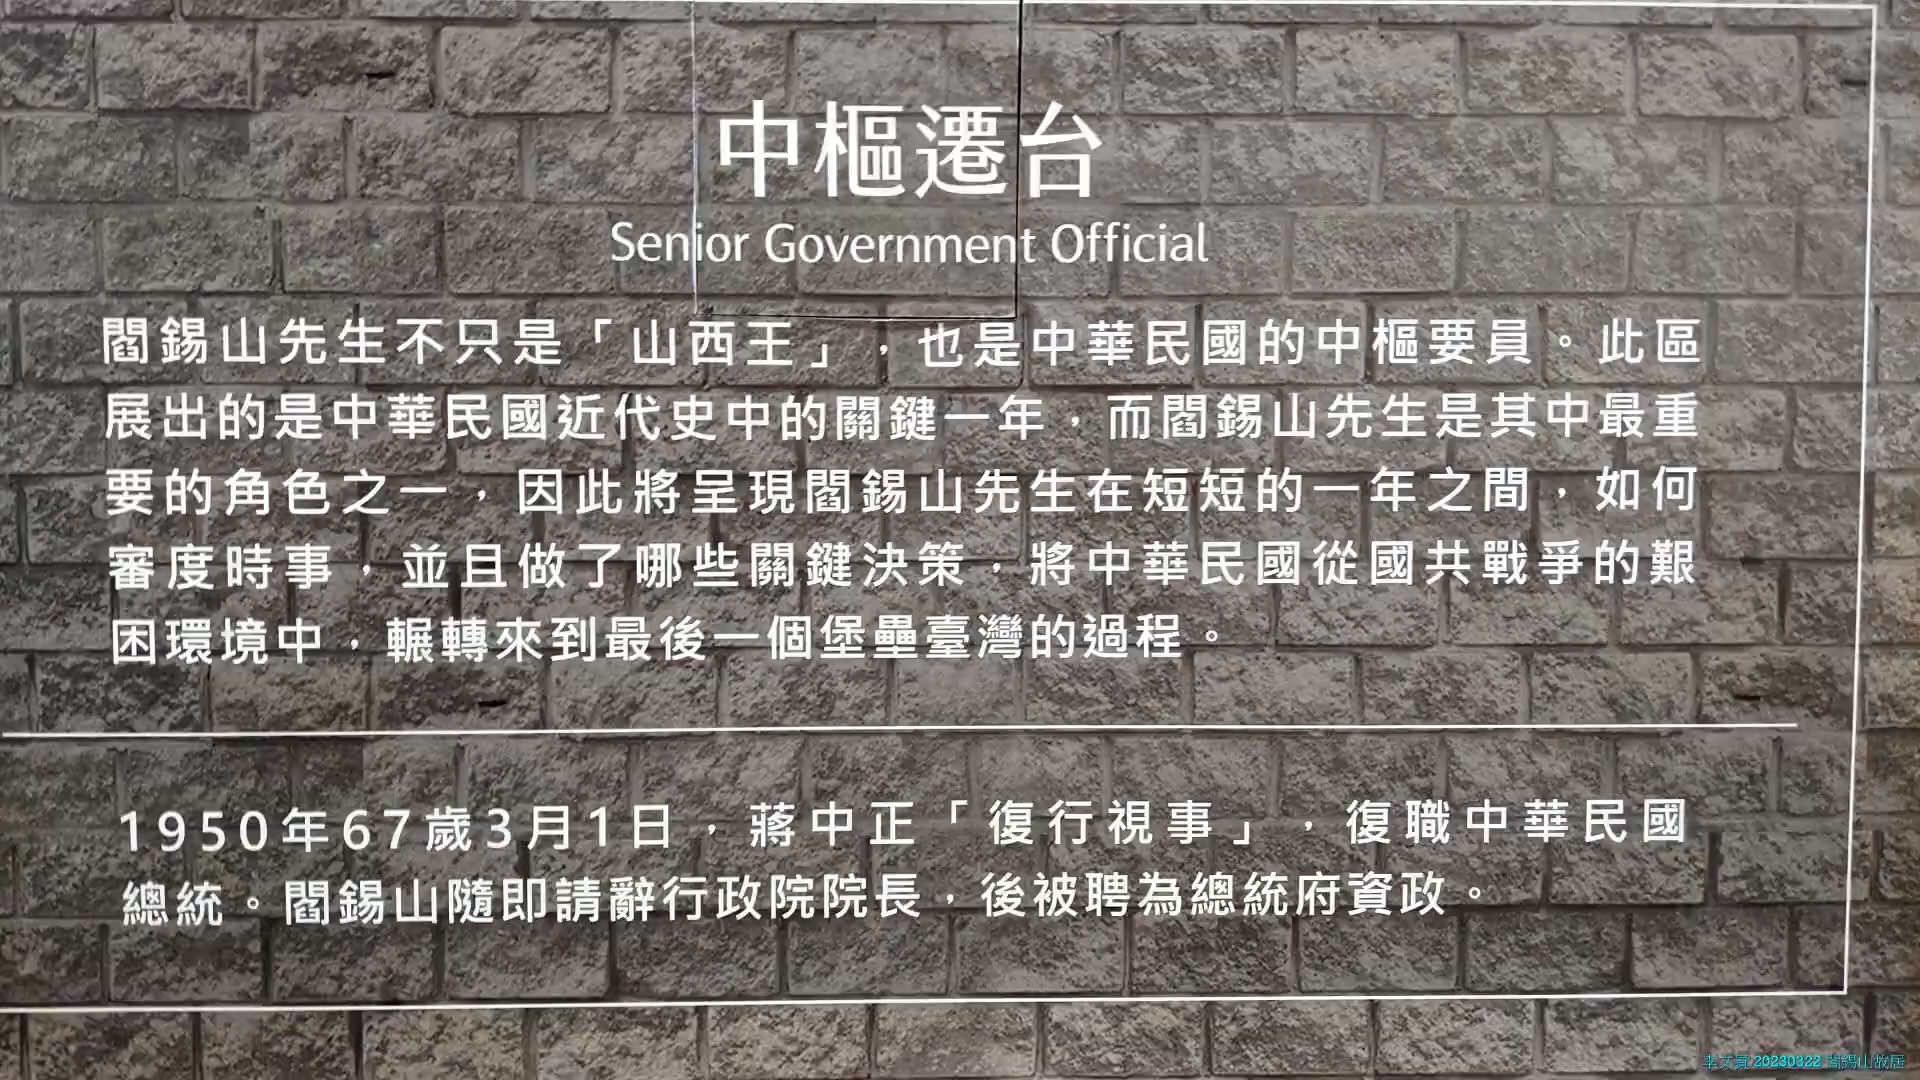 中樞遷台
Senior Government Official
閻錫山先生不只是「山西王」，也是中華民國的中樞要員。此區
展出的是中華民國近代史中的關鍵一年，而閻錫山先生是其中最重
要的角色之一，因此將呈現閻錫山先生在短短的一年之間，如何
審度時事，並且做了哪些關鍵決策，將中華民國從國共戰爭的艱
困環境中，輾轉來到最後一個堡壘臺灣的過程。
1950年67歲3月1日，蔣中正「復行視事」，復職中華民國
總統。閻錫山隨即請辭行政院院長，後被聘為總統府資政。
20230322 閻錫山故居